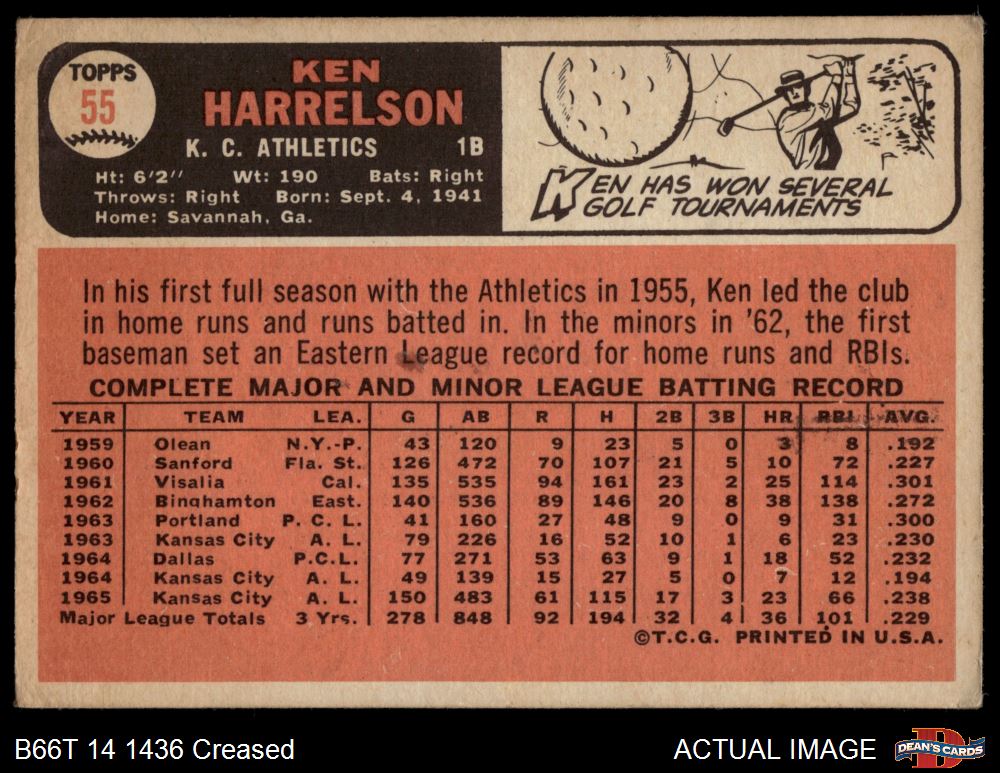 TOPPS
55
KEN
HARRELSON
K. C. ATHLETICS 1B
Ht: 6'2" Wt: 190 Bats: Right
Throws: Right Born: Sept. 4, 1941
Home: Savannah, Ga.
KEN HAS WON SEVERAL
GOLF TOURNAMENTS
In his first full season with the Athletics in 1955, Ken led the club
in home runs and runs batted in. In the minors in '62, the first
baseman set an Eastern League record for home runs and RBIs.
COMPLETE MAJOR AND MINOR LEAGUE BATTING RECORD
YEAR TEAM LEA. G AB R H 2B 3B HR RBI AVG.
1959 Olean N.Y.-P. 43 120 9 23 5 0 3 8 .192
1960 Sanford Fla. St. 126 472 70 107 21 5 10 72 .227
1961 Visalia Cal. 135 535 94 161 23 2 25 114 .301
1962 Binghamton East. 140 536 89 146 20 8 38 138 .272
1963 Portland P. C. L. 41 160 27 48 9 0 9 31 .300
1963 Kansas City A. L. 79 226 16 52 10 1 6 23 .230
1964 Dallas P.C.L. 77 271 53 63 9 1 18 52 .232
1964 Kansas City A. L. 49 139 15 27 5 0 7 12 .194
1965 Kansas City A. L. 150 483 61 115 17 3 23 66 .238
Major League Totals 3 Yrs. 278 848 92 194 32 4 36 101 .229
©T.C.G. PRINTED IN U.S.A.
B66T 14 1436 Creased
ACTUAL IMAGE
DEAN'S CARDS